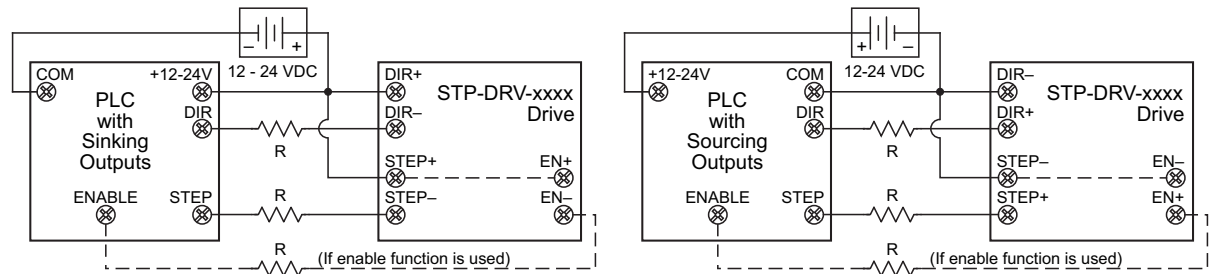 – +
12 - 24 VDC
COM
+12-24V
PLC
with
Sinking
Outputs
DIR
ENABLE
STEP
R
R
R
(If enable function is used)
DIR+
DIR–
STEP+
STEP–
STP-DRV-xxxx
Drive
EN+
EN–
+ –
12-24 VDC
+12-24V
COM
PLC
with
Sourcing
Outputs
DIR
ENABLE
STEP
R
R
R
(If enable function is used)
DIR–
DIR+
STEP–
STEP+
STP-DRV-xxxx
Drive
EN–
EN+